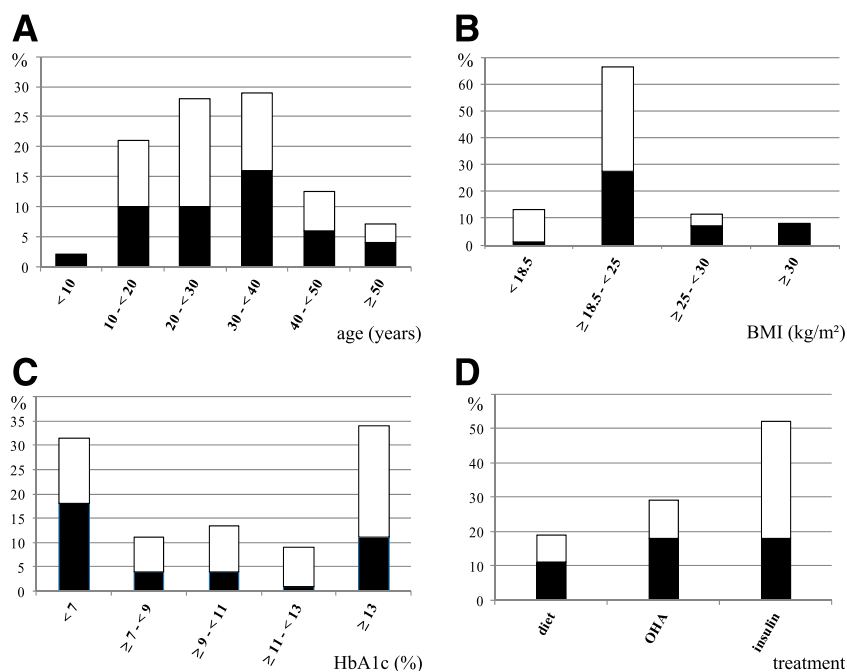 A
%
30
25
20
15
10
5
0
< 10
10 - < 20
20 - < 30
30 - < 40
40 - < 50
≥ 50
age (years)
B
%
60
50
40
30
20
10
0
< 18.5
≥ 18.5 - < 25
≥ 25 - < 30
≥ 30
BMI (kg/m²)
C
%
35
30
25
20
15
10
5
0
< 7
≥ 7 - < 9
≥ 9 - < 11
≥ 11 - < 13
≥ 13
HbA1c (%)
D
%
50
40
30
20
10
0
diet
OHA
insulin
treatment